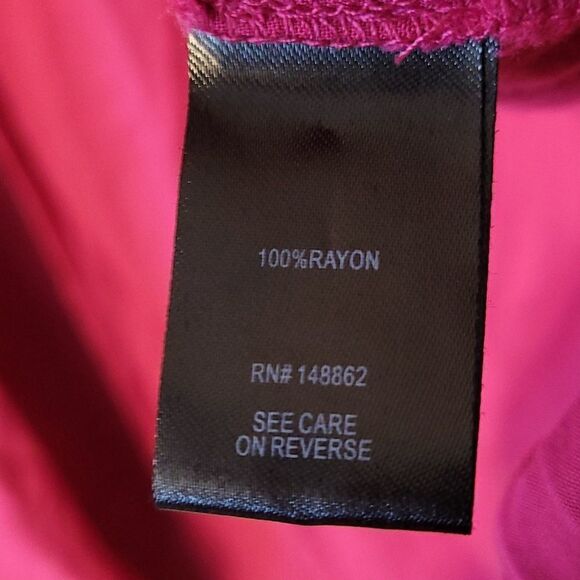 100%RAYON
RN# 148862
SEE CARE
ON REVERSE